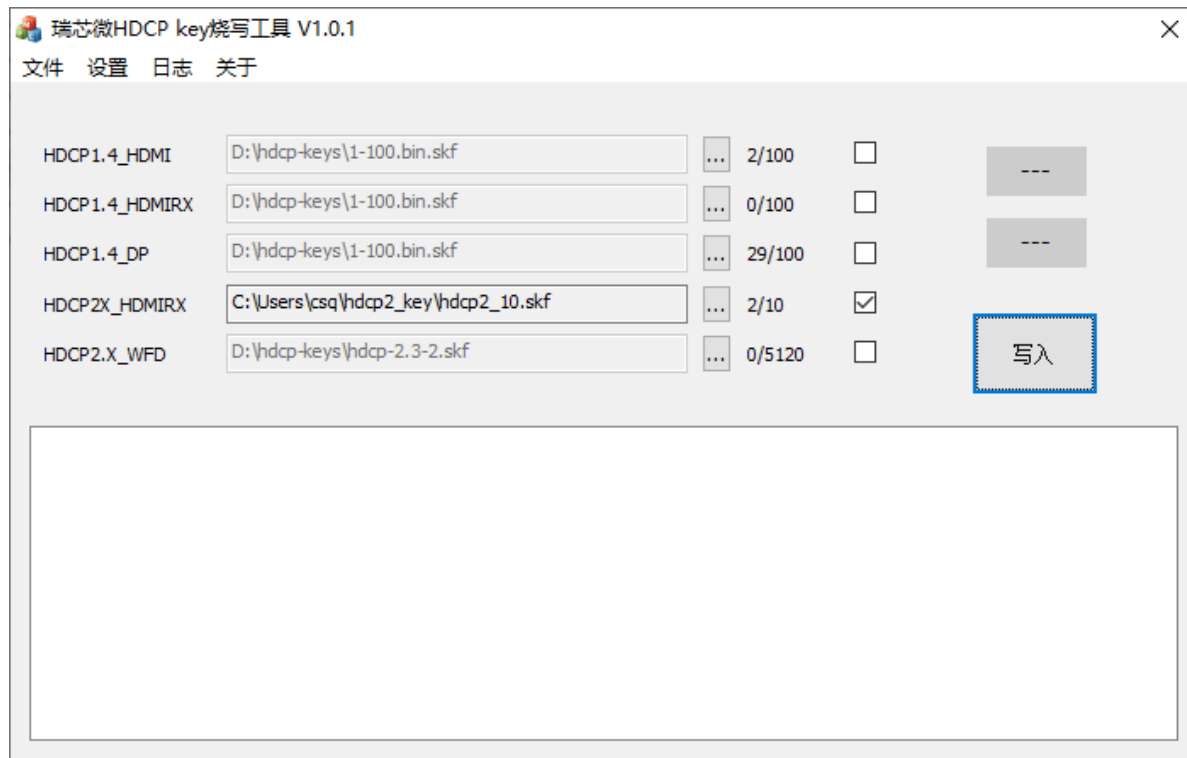 瑞芯微HDCP key烧写工具 V1.0.1
文件 设置 日志 关于
HDCP1.4_HDMI D:\hdcp-keys\1-100.bin.skf ... 2/100 ---
HDCP1.4_HDMIRX D:\hdcp-keys\1-100.bin.skf ... 0/100
HDCP1.4_DP D:\hdcp-keys\1-100.bin.skf ... 29/100 ---
HDCP2X_HDMIRX C:\Users\csq\hdcp2_key\hdcp2_10.skf ... 2/10
HDCP2.X_WFD D:\hdcp-keys\hdcp-2.3-2.skf ... 0/5120 写入